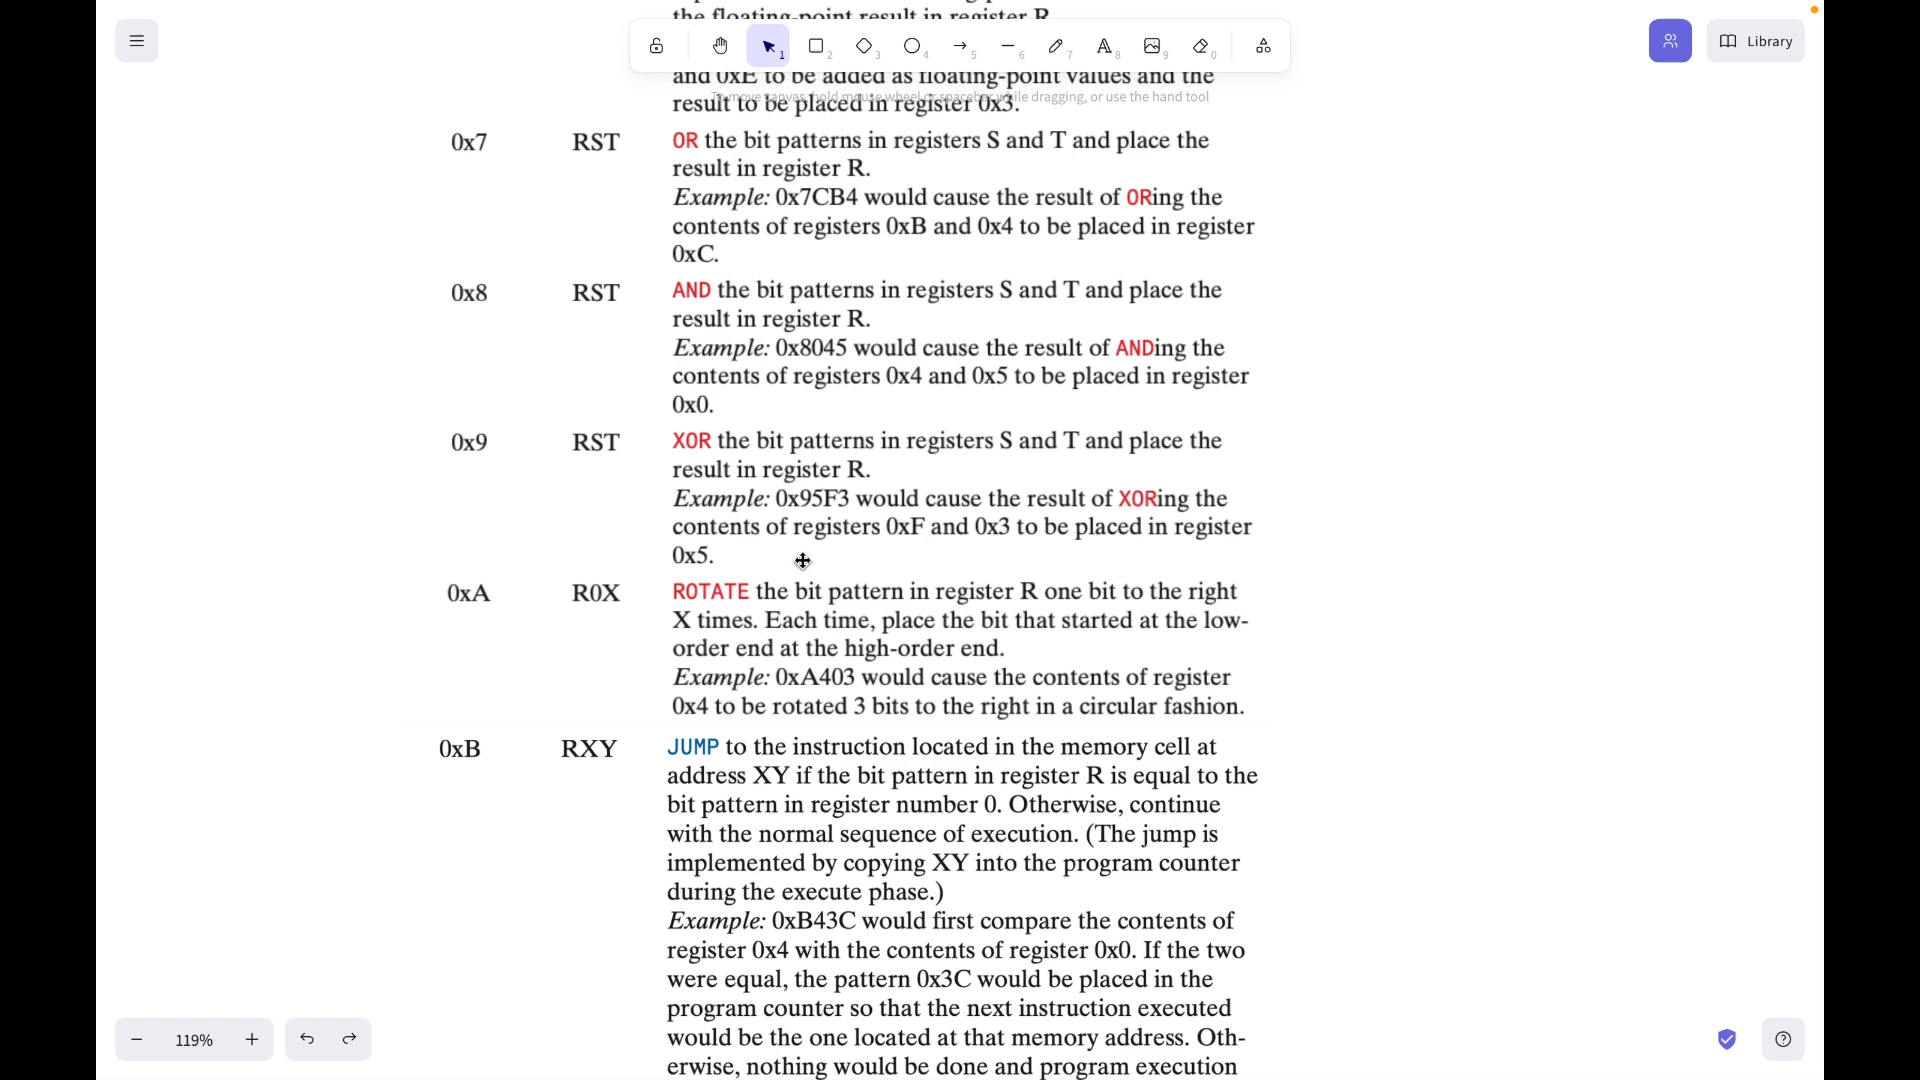 the floating-point result in register R.
1
2
3
4
5
6
7
8
9
0
Library
and 0xE to be added as floating-point values and the
To move canvas, hold mouse wheel or spacebar while dragging, or use the hand tool
result to be placed in register 0x3.
0x7 RST OR the bit patterns in registers S and T and place the
result in register R.
Example: 0x7CB4 would cause the result of ORing the
contents of registers 0xB and 0x4 to be placed in register
0xC.
0x8 RST AND the bit patterns in registers S and T and place the
result in register R.
Example: 0x8045 would cause the result of ANDing the
contents of registers 0x4 and 0x5 to be placed in register
0x0.
0x9 RST XOR the bit patterns in registers S and T and place the
result in register R.
Example: 0x95F3 would cause the result of XORing the
contents of registers 0xF and 0x3 to be placed in register
0x5.
0xA R0X ROTATE the bit pattern in register R one bit to the right
X times. Each time, place the bit that started at the low-
order end at the high-order end.
Example: 0xA403 would cause the contents of register
0x4 to be rotated 3 bits to the right in a circular fashion.
0xB RXY JUMP to the instruction located in the memory cell at
address XY if the bit pattern in register R is equal to the
bit pattern in register number 0. Otherwise, continue
with the normal sequence of execution. (The jump is
implemented by copying XY into the program counter
during the execute phase.)
Example: 0xB43C would first compare the contents of
register 0x4 with the contents of register 0x0. If the two
were equal, the pattern 0x3C would be placed in the
program counter so that the next instruction executed
would be the one located at that memory address. Oth-
erwise, nothing would be done and program execution
119%